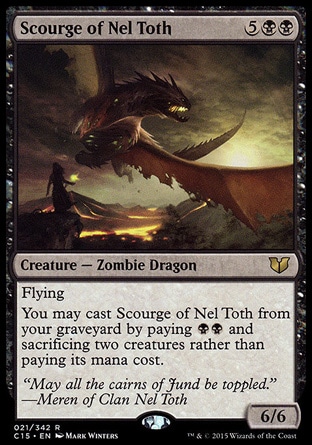 Scourge of Nel Toth 5
Creature — Zombie Dragon
Flying
You may cast Scourge of Nel Toth from
your graveyard by paying and
sacrificing two creatures rather than
paying its mana cost.
"May all the cairns of Jund be toppled."
—Meren of Clan Nel Toth
6/6
021/342 R
C15 • EN MARK WINTERS
™ & © 2015 Wizards of the Coast